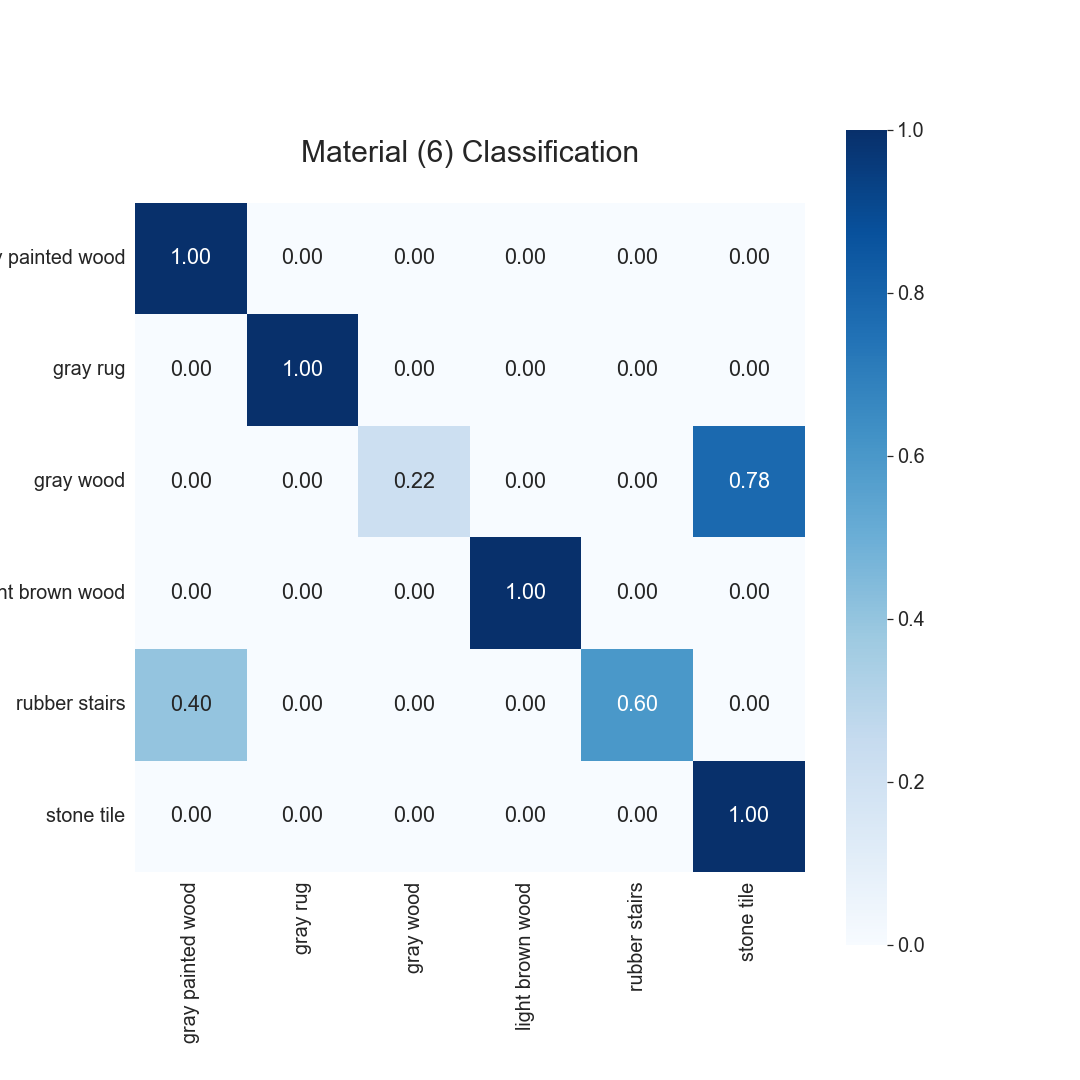 Material (6) Classification
painted wood 1.00 0.00 0.00 0.00 0.00 0.00
gray rug 0.00 1.00 0.00 0.00 0.00 0.00
gray wood 0.00 0.00 0.22 0.00 0.00 0.78
brown wood 0.00 0.00 0.00 1.00 0.00 0.00
rubber stairs 0.40 0.00 0.00 0.00 0.60 0.00
stone tile 0.00 0.00 0.00 0.00 0.00 1.00
gray painted wood
gray rug
gray wood
light brown wood
rubber stairs
stone tile
1.0
0.8
0.6
0.4
0.2
0.0